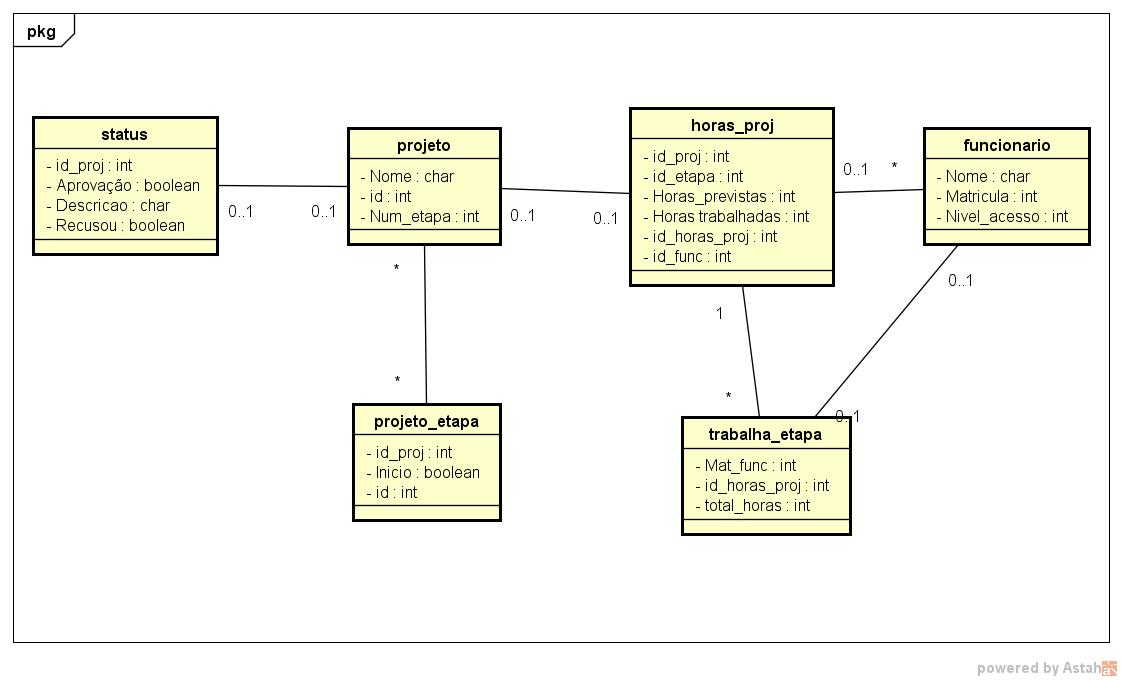 pkg
status
- id_proj : int
- Aprovação : boolean
- Descricao : char
- Recusou : boolean
0..1
0..1
projeto
- Nome : char
- id : int
- Num_etapa : int
0..1
0..1
horas_proj
- id_proj : int
- id_etapa : int
- Horas_previstas : int
- Horas trabalhadas : int
- id_horas_proj : int
- id_func : int
0..1
*
funcionario
- Nome : char
- Matricula : int
- Nivel_acesso : int
*
*
1
*
0..1
0..1
projeto_etapa
- id_proj : int
- Inicio : boolean
- id : int
trabalha_etapa
- Mat_func : int
- id_horas_proj : int
- total_horas : int
powered by Astah